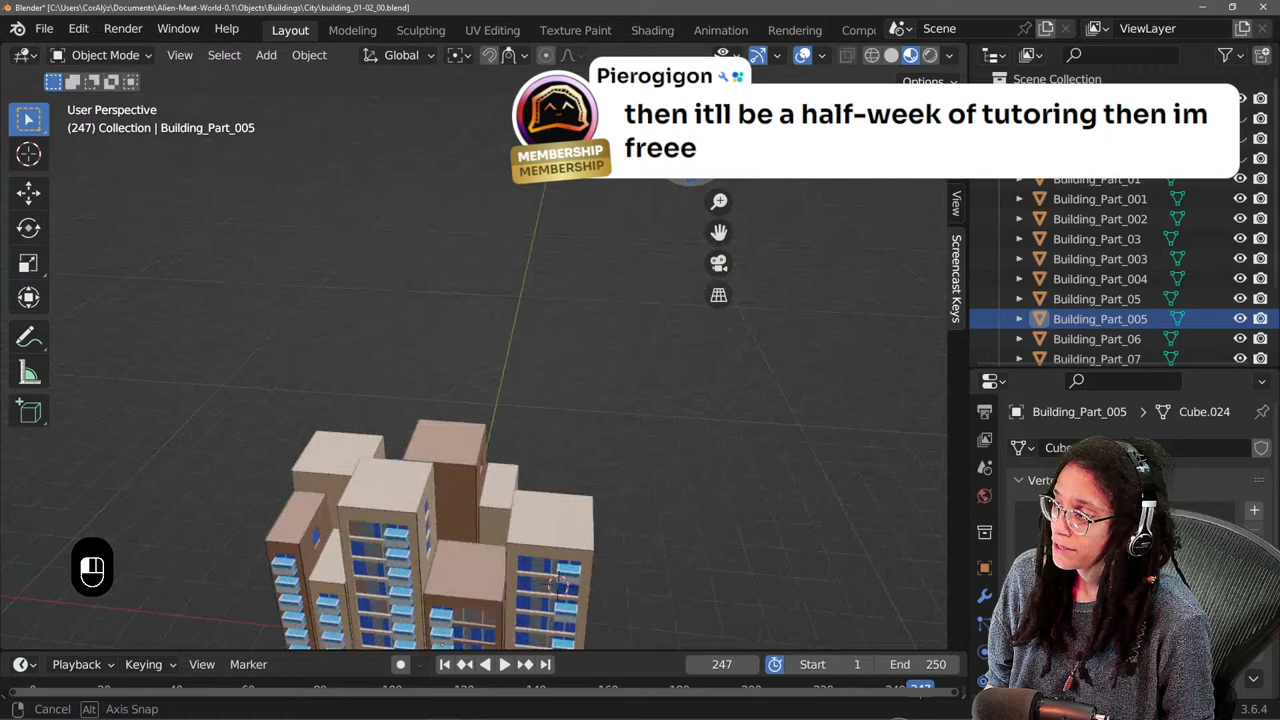 Blender* [C:\Users\CorAlyz\Documents\Alien-Meat-World-0.1\Objects\Buildings\City\building_01-02_00.blend]
File Edit Render Window Help Layout Modeling Sculpting UV Editing Texture Paint Shading Animation Rendering Scene ViewLayer
Object Mode View Select Add Object Global
Options
Scene Collection
Pierogigon
then itll be a half-week of tutoring then im
freee
MEMBERSHIP
MEMBERSHIP
User Perspective
(247) Collection | Building_Part_005
View
Screencast Keys
Building_Part_01
Building_Part_001
Building_Part_002
Building_Part_03
Building_Part_003
Building_Part_004
Building_Part_05
Building_Part_005
Building_Part_06
Building_Part_07
Building_Part_005 Cube.024
Playback Keying View Marker 247 Start 1 End 250
Cancel Alt Axis Snap
3.6.4